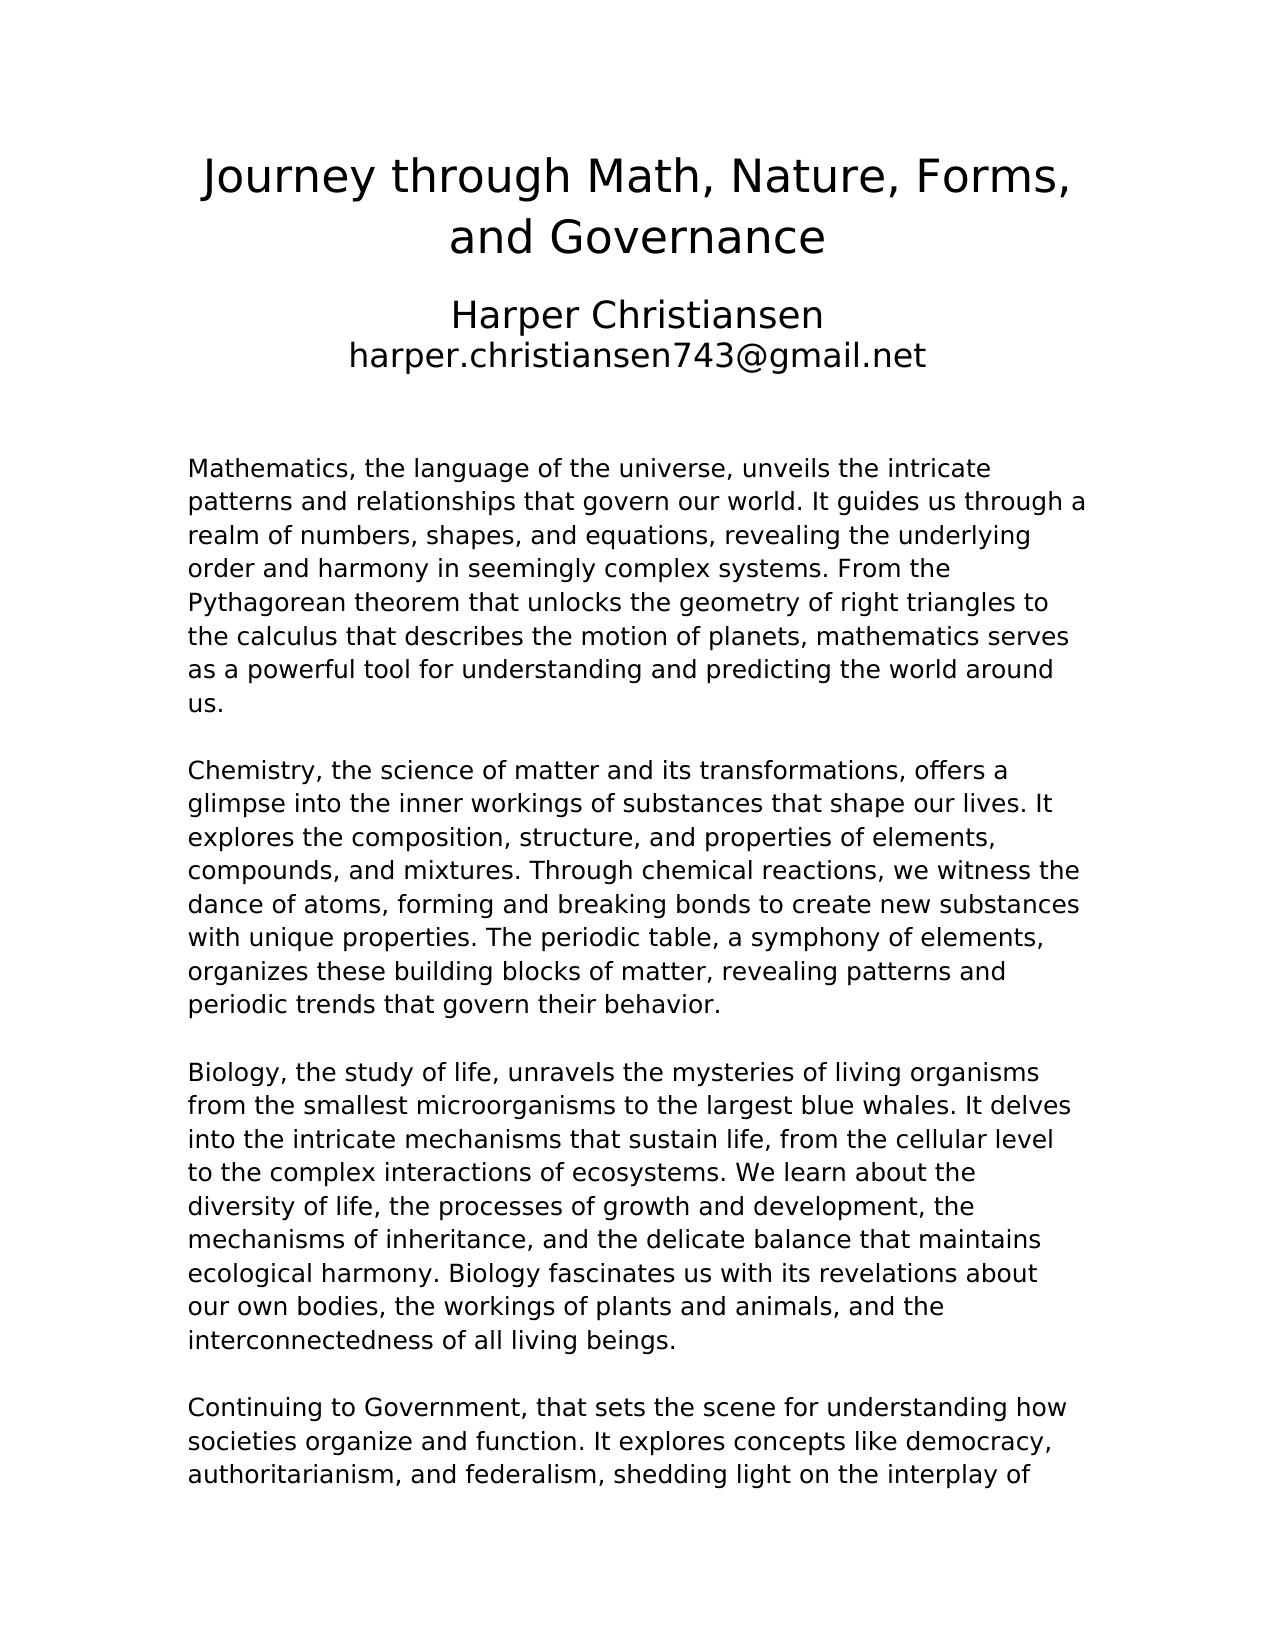 Journey through Math, Nature, Forms,
and Governance
Harper Christiansen
harper.christiansen743@gmail.net
Mathematics, the language of the universe, unveils the intricate
patterns and relationships that govern our world. It guides us through a
realm of numbers, shapes, and equations, revealing the underlying
order and harmony in seemingly complex systems. From the
Pythagorean theorem that unlocks the geometry of right triangles to
the calculus that describes the motion of planets, mathematics serves
as a powerful tool for understanding and predicting the world around
us.
Chemistry, the science of matter and its transformations, offers a
glimpse into the inner workings of substances that shape our lives. It
explores the composition, structure, and properties of elements,
compounds, and mixtures. Through chemical reactions, we witness the
dance of atoms, forming and breaking bonds to create new substances
with unique properties. The periodic table, a symphony of elements,
organizes these building blocks of matter, revealing patterns and
periodic trends that govern their behavior.
Biology, the study of life, unravels the mysteries of living organisms
from the smallest microorganisms to the largest blue whales. It delves
into the intricate mechanisms that sustain life, from the cellular level
to the complex interactions of ecosystems. We learn about the
diversity of life, the processes of growth and development, the
mechanisms of inheritance, and the delicate balance that maintains
ecological harmony. Biology fascinates us with its revelations about
our own bodies, the workings of plants and animals, and the
interconnectedness of all living beings.
Continuing to Government, that sets the scene for understanding how
societies organize and function. It explores concepts like democracy,
authoritarianism, and federalism, shedding light on the interplay of